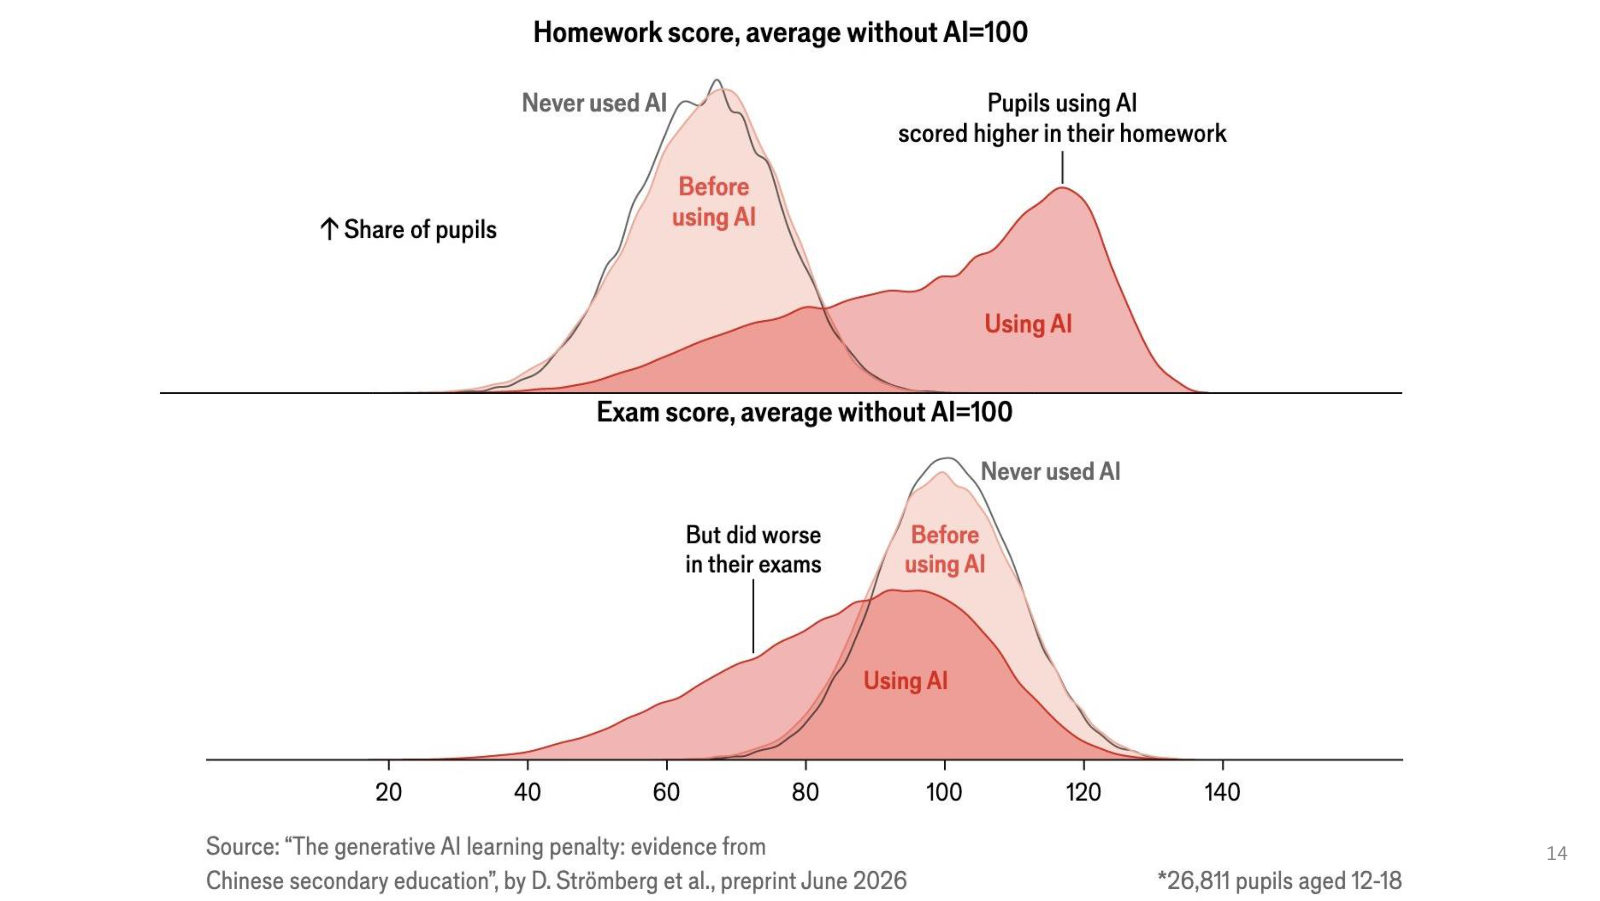 Homework score, average without AI=100
Never used AI
Pupils using AI
scored higher in their homework
Before
using AI
↑ Share of pupils
Using AI
Exam score, average without AI=100
Never used AI
But did worse
in their exams
Before
using AI
Using AI
20 40 60 80 100 120 140
Source: “The generative AI learning penalty: evidence from
Chinese secondary education”, by D. Strömberg et al., preprint June 2026
*26,811 pupils aged 12-18
14